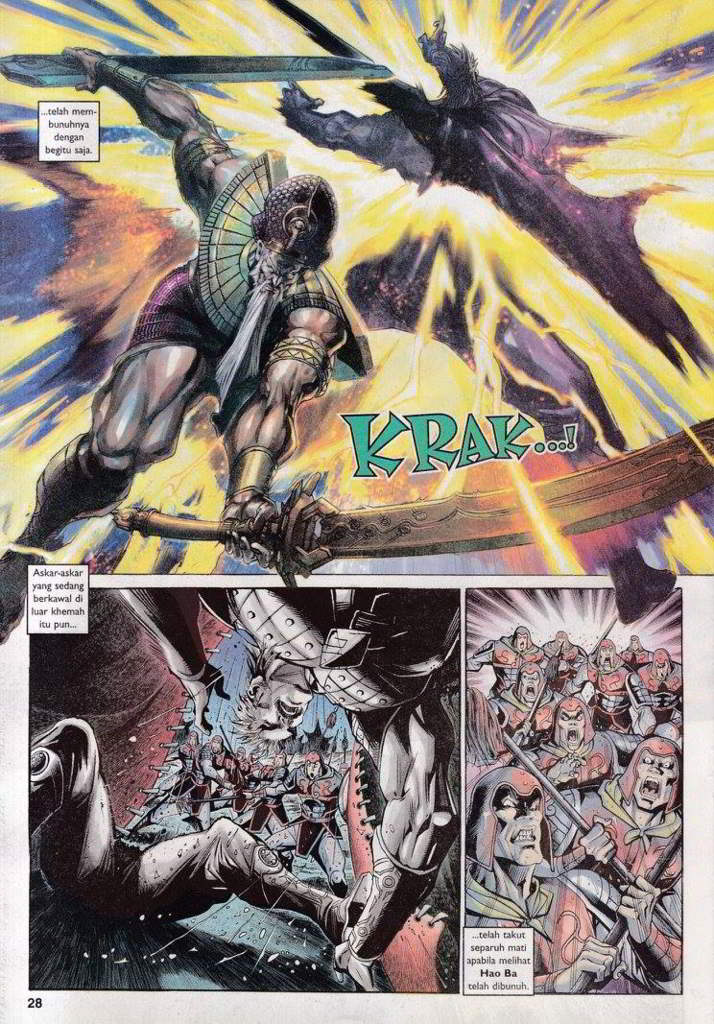 ...telah mem-
bunuhnya
dengan
begitu saja.
KRAK...!
Askar-askar
yang sedang
berkawal di
luar khemah
itu pun...
...telah takut
separuh mati
apabila melihat
Hao Ba
telah dibunuh.
28